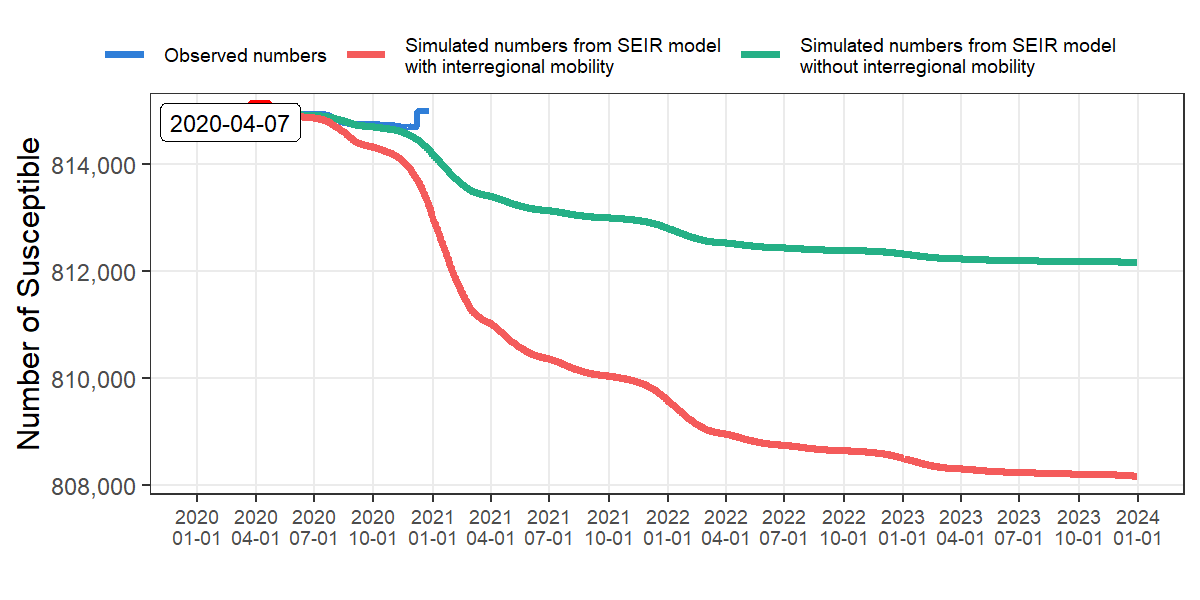 Observed numbers
Simulated numbers from SEIR model
with interregional mobility
Simulated numbers from SEIR model
without interregional mobility
2020-04-07
Number of Susceptible
814,000
812,000
810,000
808,000
2020 2020 2020 2020 2021 2021 2021 2021 2022 2022 2022 2022 2023 2023 2023 2023 2024
01-01 04-01 07-01 10-01 01-01 04-01 07-01 10-01 01-01 04-01 07-01 10-01 01-01 04-01 07-01 10-01 01-01